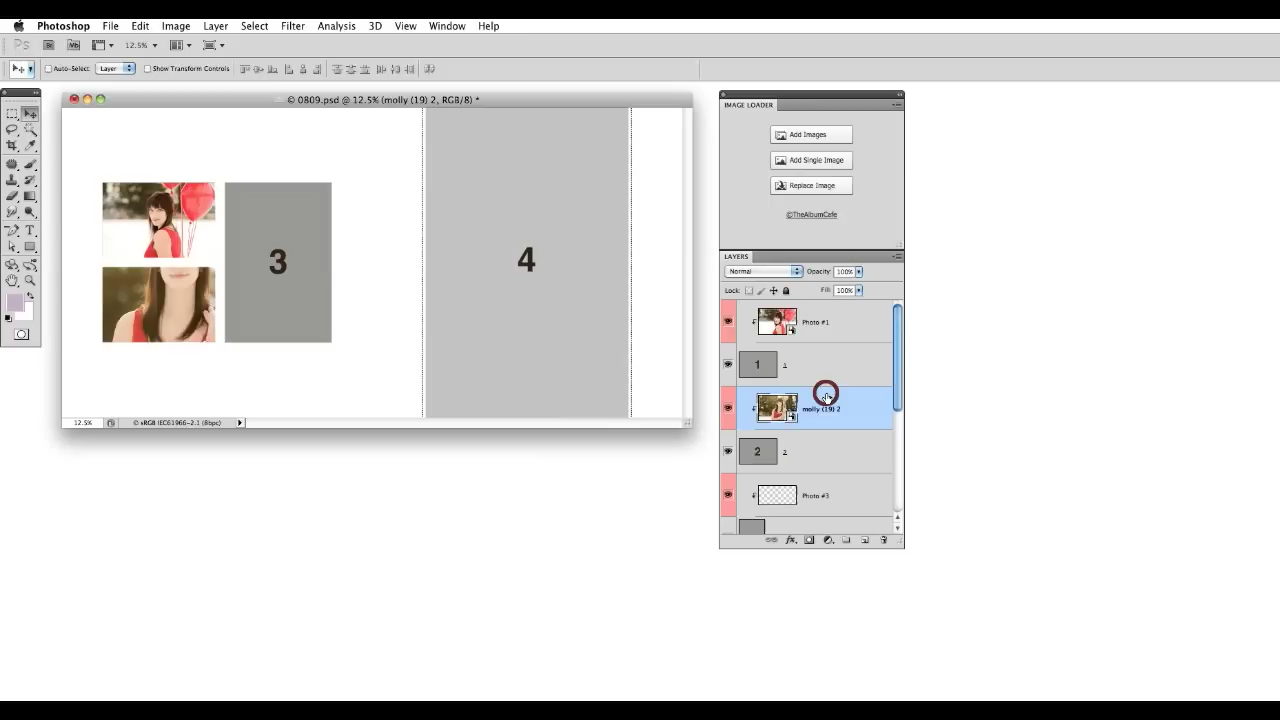 Photoshop File Edit Image Layer Select Filter Analysis 3D View Window Help
Ps Br Mb 12.5%
Auto-Select: Layer Show Transform Controls
© 0809.psd @ 12.5% (molly (19) 2, RGB/8) *
3
4
12.5% © sRGB IEC61966-2.1 (8bpc)
IMAGE LOADER
Add Images
Add Single Image
Replace Image
©TheAlbumCafe
LAYERS
Normal Opacity: 100%
Lock: Fill: 100%
Photo #1
1 1
molly (19) 2
2 2
Photo #3